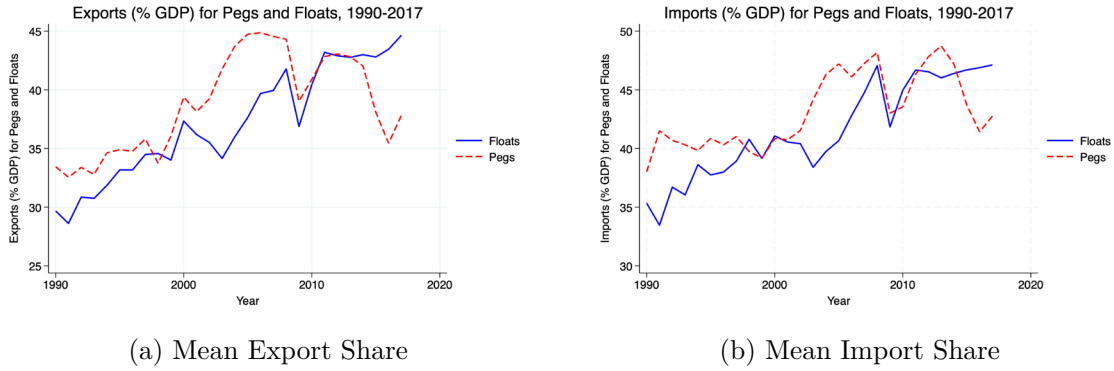 Exports (% GDP) for Pegs and Floats, 1990-2017
Exports (% GDP) for Pegs and Floats
45
40
35
30
25
1990
2000
2010
2020
Year
Floats
Pegs
(a) Mean Export Share
Imports (% GDP) for Pegs and Floats, 1990-2017
Imports (% GDP) for Pegs and Floats
50
45
40
35
30
1990
2000
2010
2020
Year
Floats
Pegs
(b) Mean Import Share